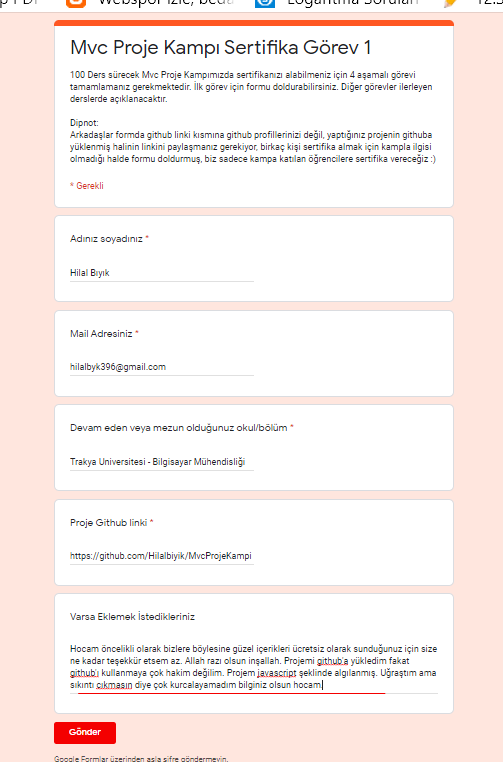 Webspor izle, 
Logaritma Soruları
Mvc Proje Kampı Sertifika Görev 1
100 Ders sürecek Mvc Proje Kampımızda sertifikanızı alabilmeniz için 4 aşamalı görevi
tamamlamanız gerekmektedir. İlk görev için formu doldurabilirsiniz. Diğer görevler ilerleyen
derslerde açıklanacaktır.
Dipnot:
Arkadaşlar formda github linki kısmına github profillerinizi değil, yaptığınız projenin githuba
yüklenmiş halinin linkini paylaşmanız gerekiyor, birkaç kişi sertifika almak için kampla ilgisi
olmadığı halde formu doldurmuş, biz sadece kampa katılan öğrencilere sertifika vereceğiz :)
* Gerekli
Adınız soyadınız *
Hilal Bıyık
Mail Adresiniz *
hilalbyk396@gmail.com
Devam eden veya mezun olduğunuz okul/bölüm *
Trakya Universitesi - Bilgisayar Mühendisliği
Proje Github linki *
https://github.com/Hilalbiyik/MvcProjeKampi
Varsa Eklemek İstedikleriniz
Hocam öncelikli olarak bizlere böylesine güzel içerikleri ücretsiz olarak sunduğunuz için size
ne kadar teşekkür etsem az. Allah razı olsun inşallah. Projemi github'a yükledim fakat
github'ı kullanmaya çok hakim değilim. Projem javascript şeklinde algılanmış. Uğraştım ama
sıkıntı çıkmasın diye çok kurcalayamadım bilginiz olsun hocam
Gönder
Google Formlar üzerinden asla şifre göndermeyin.